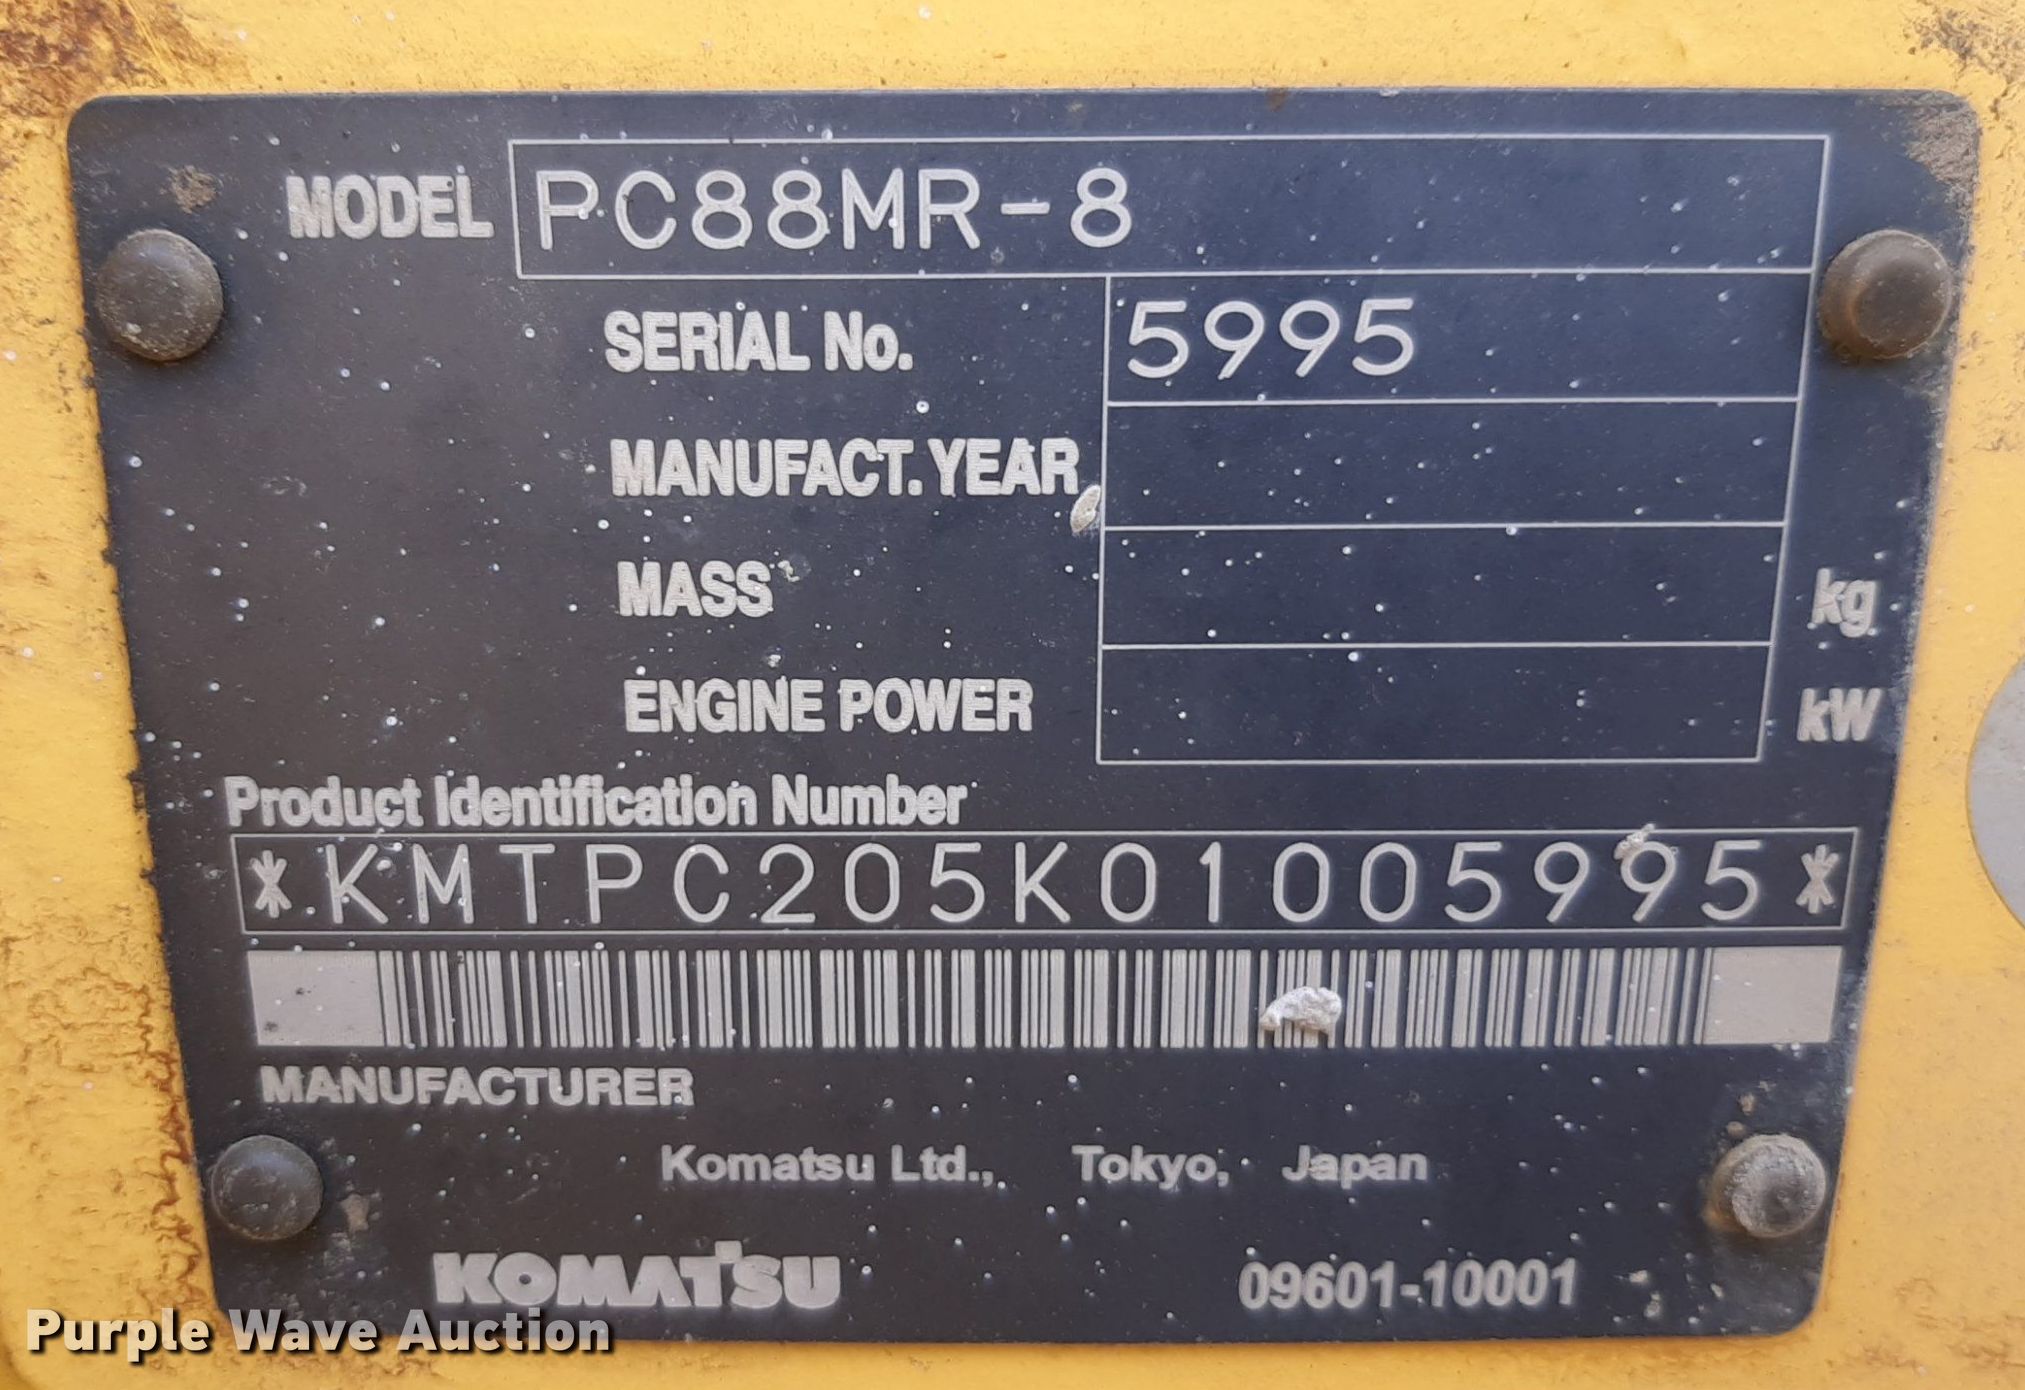 MODEL PC88MR-8
SERIAL No. 5995
MANUFACT. YEAR
MASS kg
ENGINE POWER kW
Product Identification Number
*KMTPC205K01005995*
MANUFACTURER
Komatsu Ltd., Tokyo, Japan
KOMATSU 09601-10001
Purple Wave Auction